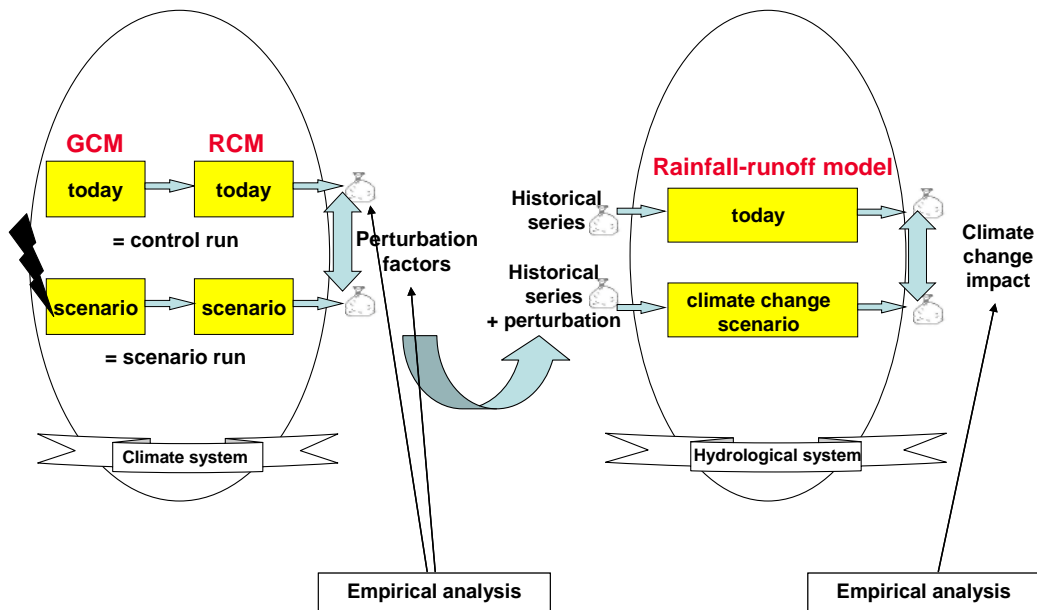 GCM
RCM
today
today
= control run
Perturbation
factors
scenario
scenario
= scenario run
Climate system
Historical
series
Historical
series
+ perturbation
Rainfall-runoff model
today
climate change
scenario
Climate
change
impact
Hydrological system
Empirical analysis
Empirical analysis